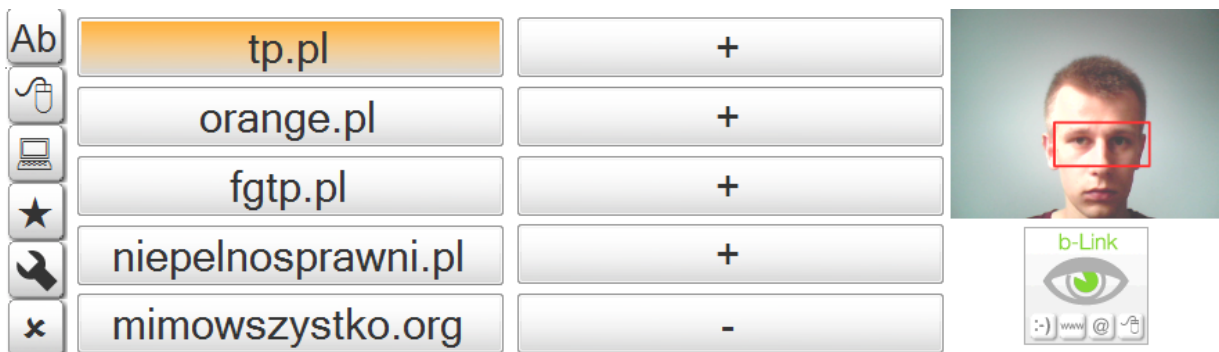 Ab
tp.pl +
orange.pl +
fgtp.pl +
niepelnosprawni.pl +
mimowszystko.org -
b-Link
:-) www @